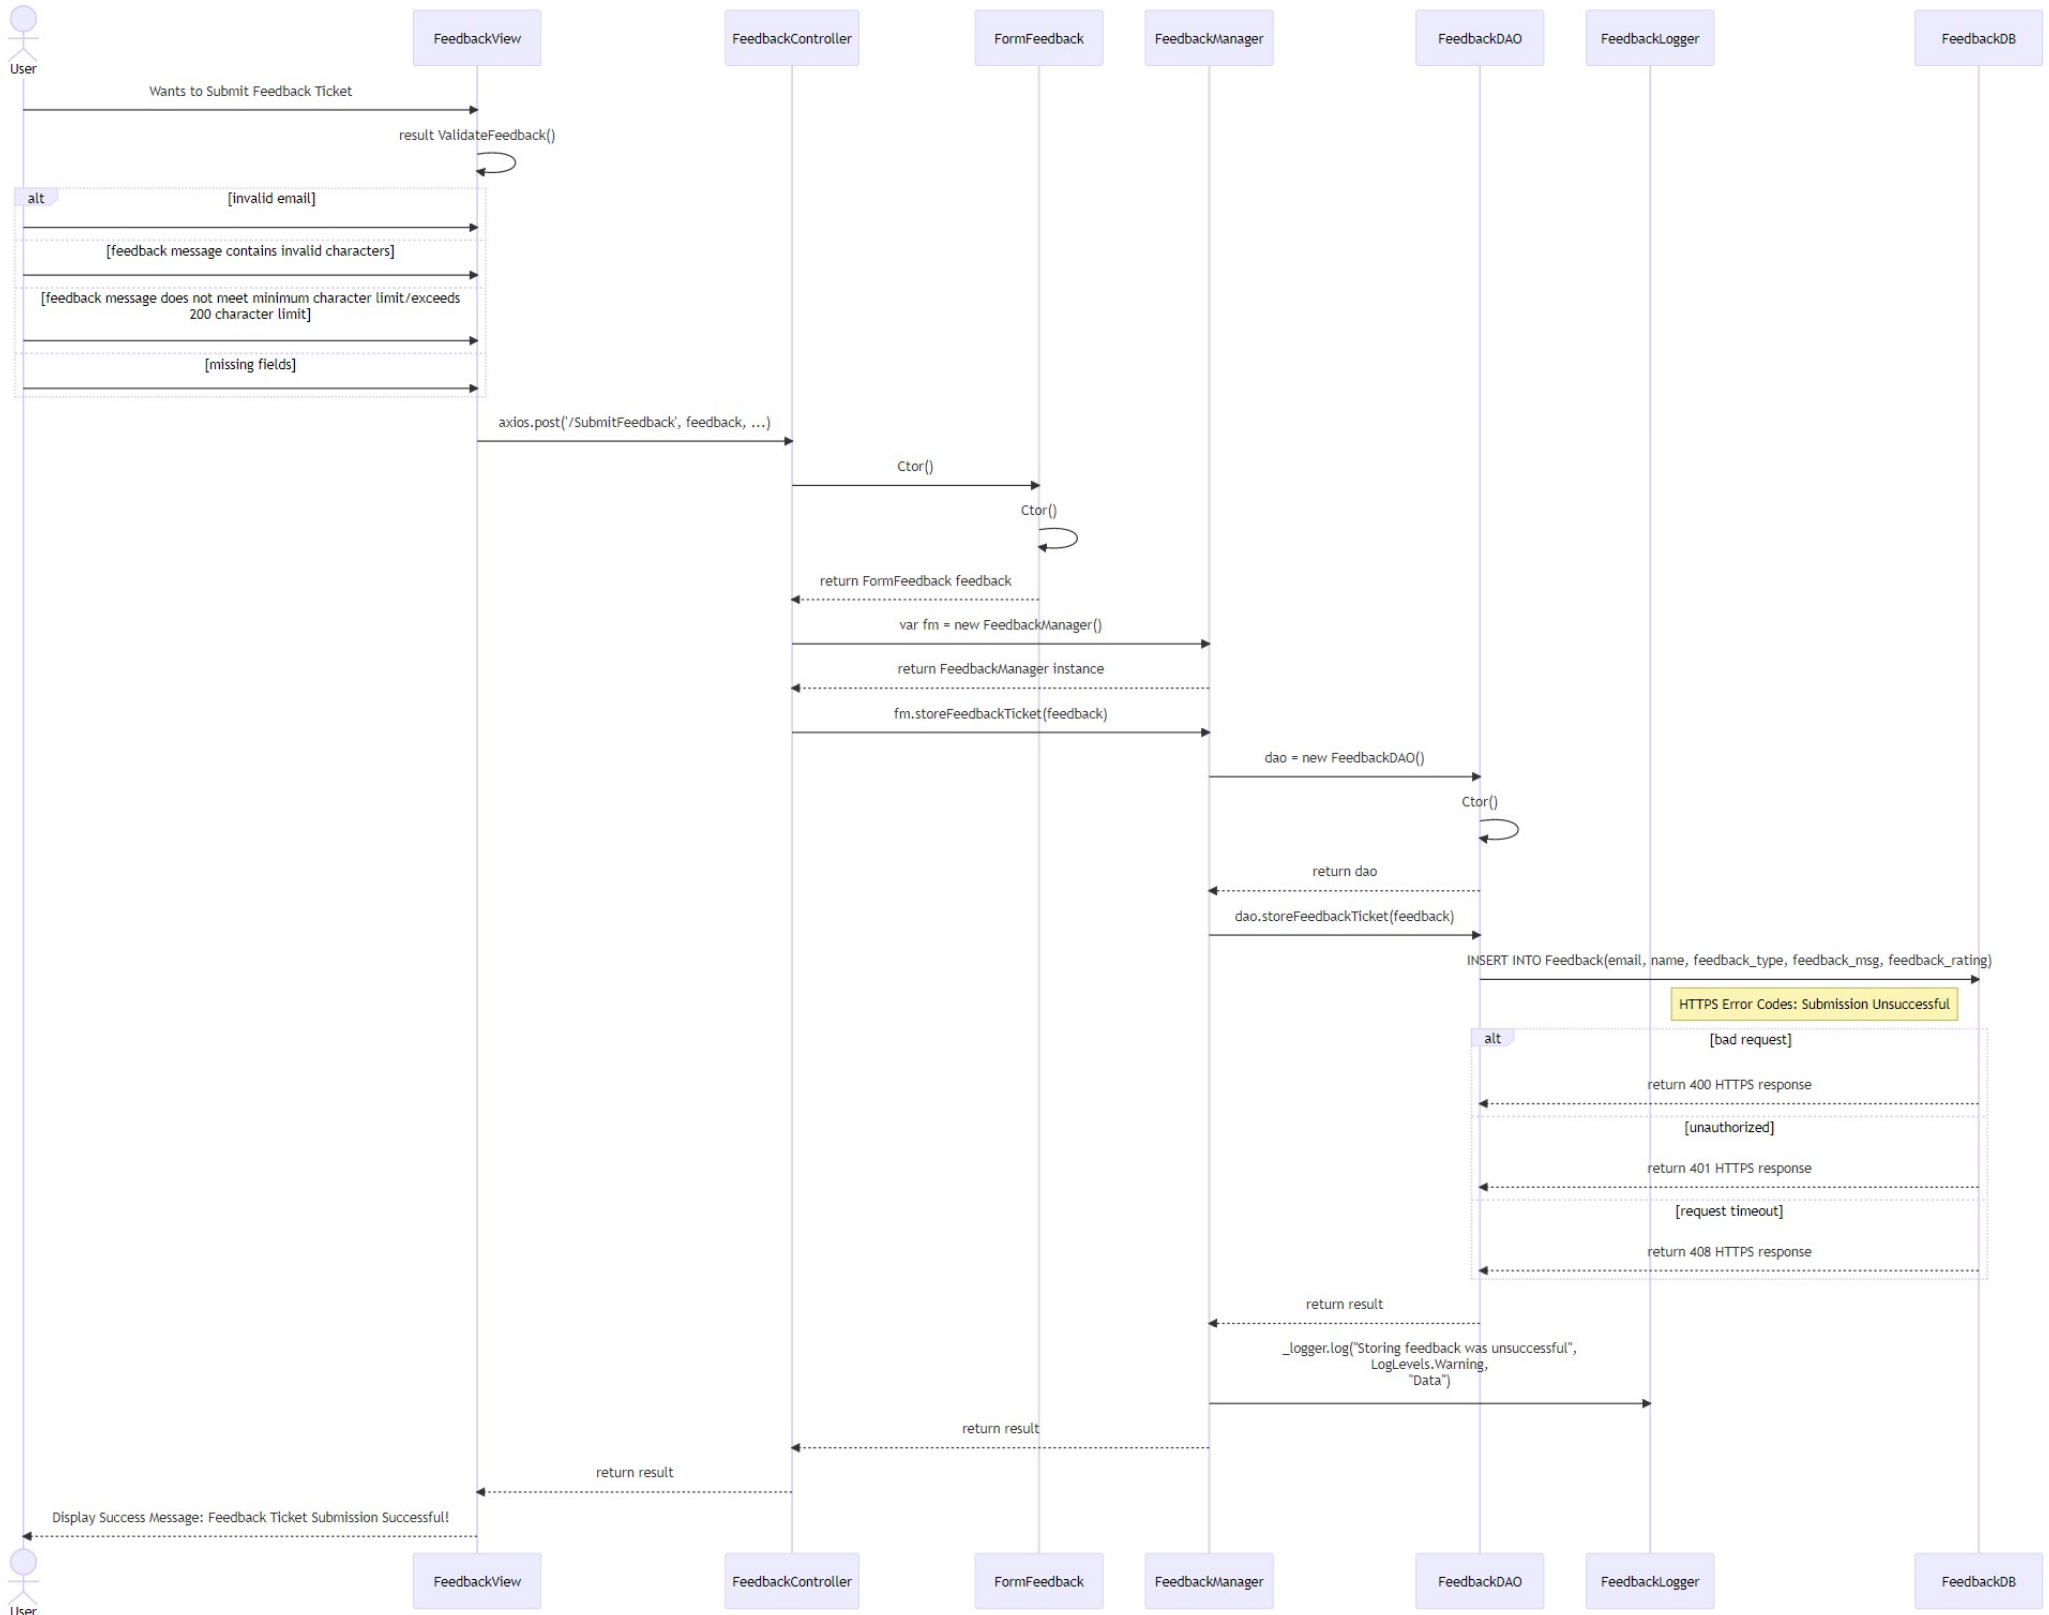 User
FeedbackView
FeedbackController
FormFeedback
FeedbackManager
FeedbackDAO
FeedbackLogger
FeedbackDB
Wants to Submit Feedback Ticket
result ValidateFeedback()
alt
[invalid email]
[feedback message contains invalid characters]
[feedback message does not meet minimum character limit/exceeds
200 character limit]
[missing fields]
axios.post('/SubmitFeedback', feedback, ...)
Ctor()
Ctor()
return FormFeedback feedback
var fm = new FeedbackManager()
return FeedbackManager instance
fm.storeFeedbackTicket(feedback)
dao = new FeedbackDAO()
Ctor()
return dao
dao.storeFeedbackTicket(feedback)
INSERT INTO Feedback(email, name, feedback_type, feedback_msg, feedback_rating)
HTTPS Error Codes: Submission Unsuccessful
alt
[bad request]
return 400 HTTPS response
[unauthorized]
return 401 HTTPS response
[request timeout]
return 408 HTTPS response
return result
_logger.log("Storing feedback was unsuccessful",
LogLevels.Warning,
"Data")
return result
return result
Display Success Message: Feedback Ticket Submission Successful!
User
FeedbackView
FeedbackController
FormFeedback
FeedbackManager
FeedbackDAO
FeedbackLogger
FeedbackDB